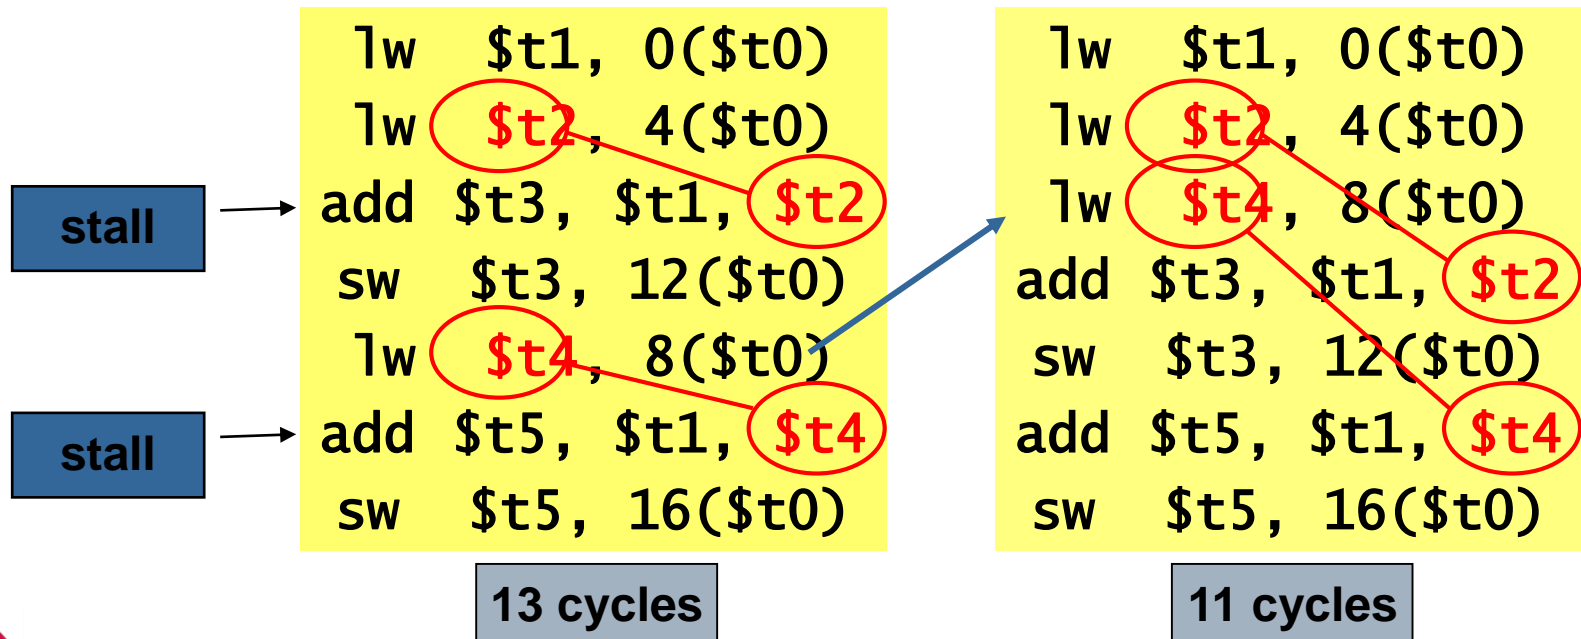 stall
stall
lw $t1, 0($t0)
lw $t2, 4($t0)
add $t3, $t1, $t2
sw $t3, 12($t0)
lw $t4, 8($t0)
add $t5, $t1, $t4
sw $t5, 16($t0)
13 cycles
lw $t1, 0($t0)
lw $t2, 4($t0)
lw $t4, 8($t0)
add $t3, $t1, $t2
sw $t3, 12($t0)
add $t5, $t1, $t4
sw $t5, 16($t0)
11 cycles